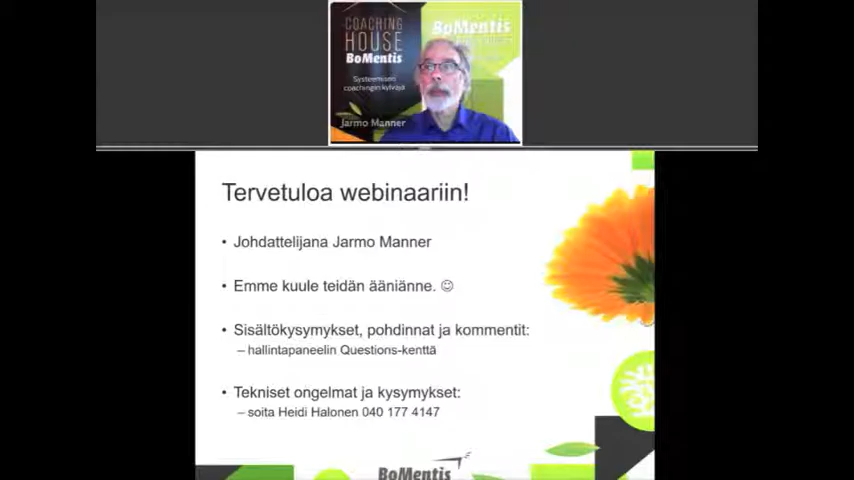 COACHING
HOUSE
BoMentis
Systeemisen
coachingin kylväjä
BoMentis
Jarmo Manner
Tervetuloa webinaariin!
• Johdattelijana Jarmo Manner
• Emme kuule teidän ääniänne. ☺
• Sisältökysymykset, pohdinnat ja kommentit:
– hallintapaneelin Questions-kenttä
• Tekniset ongelmat ja kysymykset:
– soita Heidi Halonen 040 177 4147
BoMentis